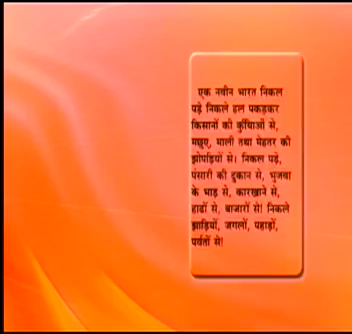 एक नवीन भारत निकल
पड़े निकले हल पकड़कर
किसानों की कुटियाओं से,
मछुए, माली तथा मेहतर की
झोपड़ियों से। निकल पड़े,
पंसारी की दुकान से, भुजवा
के भाड़ से, कारखाने से,
हाटों से, बाजारों से! निकले
झाड़ियों, जगलों, पहाड़ों,
पर्वतों से!